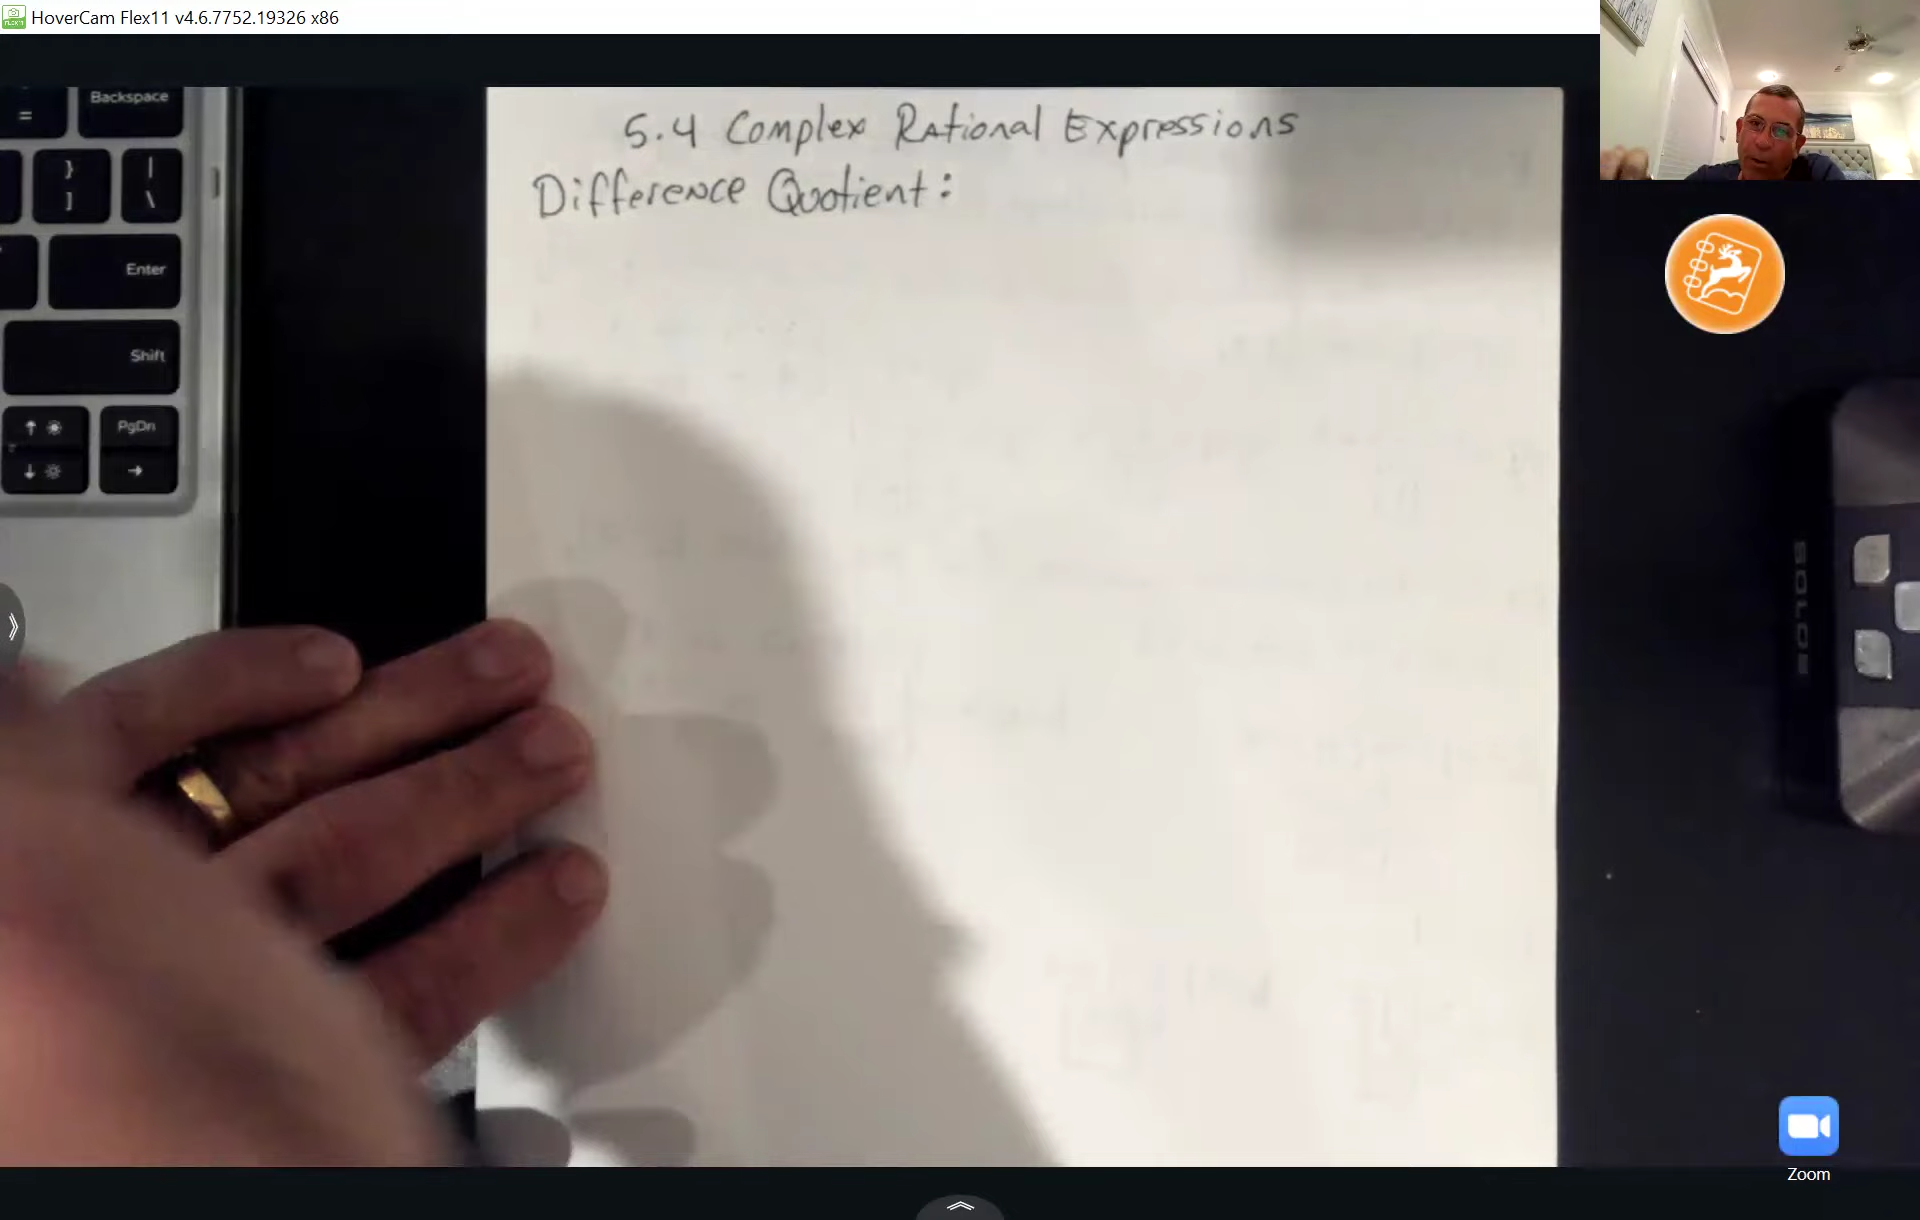 HoverCam Flex11 v4.6.7752.19326 x86
5.4 Complex Rational Expressions
Difference Quotient:
= Backspace
} ] | \
Enter
Shift
PgDn
SOLOE
Zoom